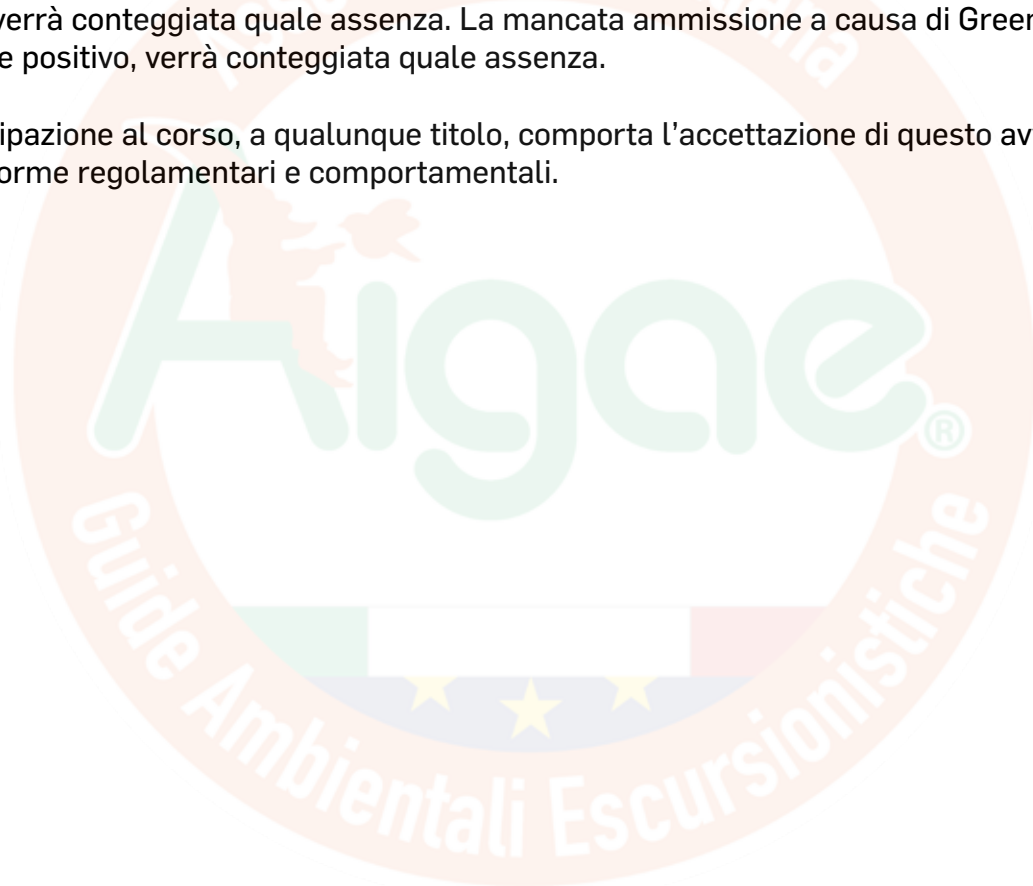 verrà conteggiata quale assenza. La mancata ammissione a causa di Green
e positivo, verrà conteggiata quale assenza.
ipazione al corso, a qualunque titolo, comporta l'accettazione di questo av
orme regolamentari e comportamentali.
Aigae®
Guide Ambientali Escursionistiche